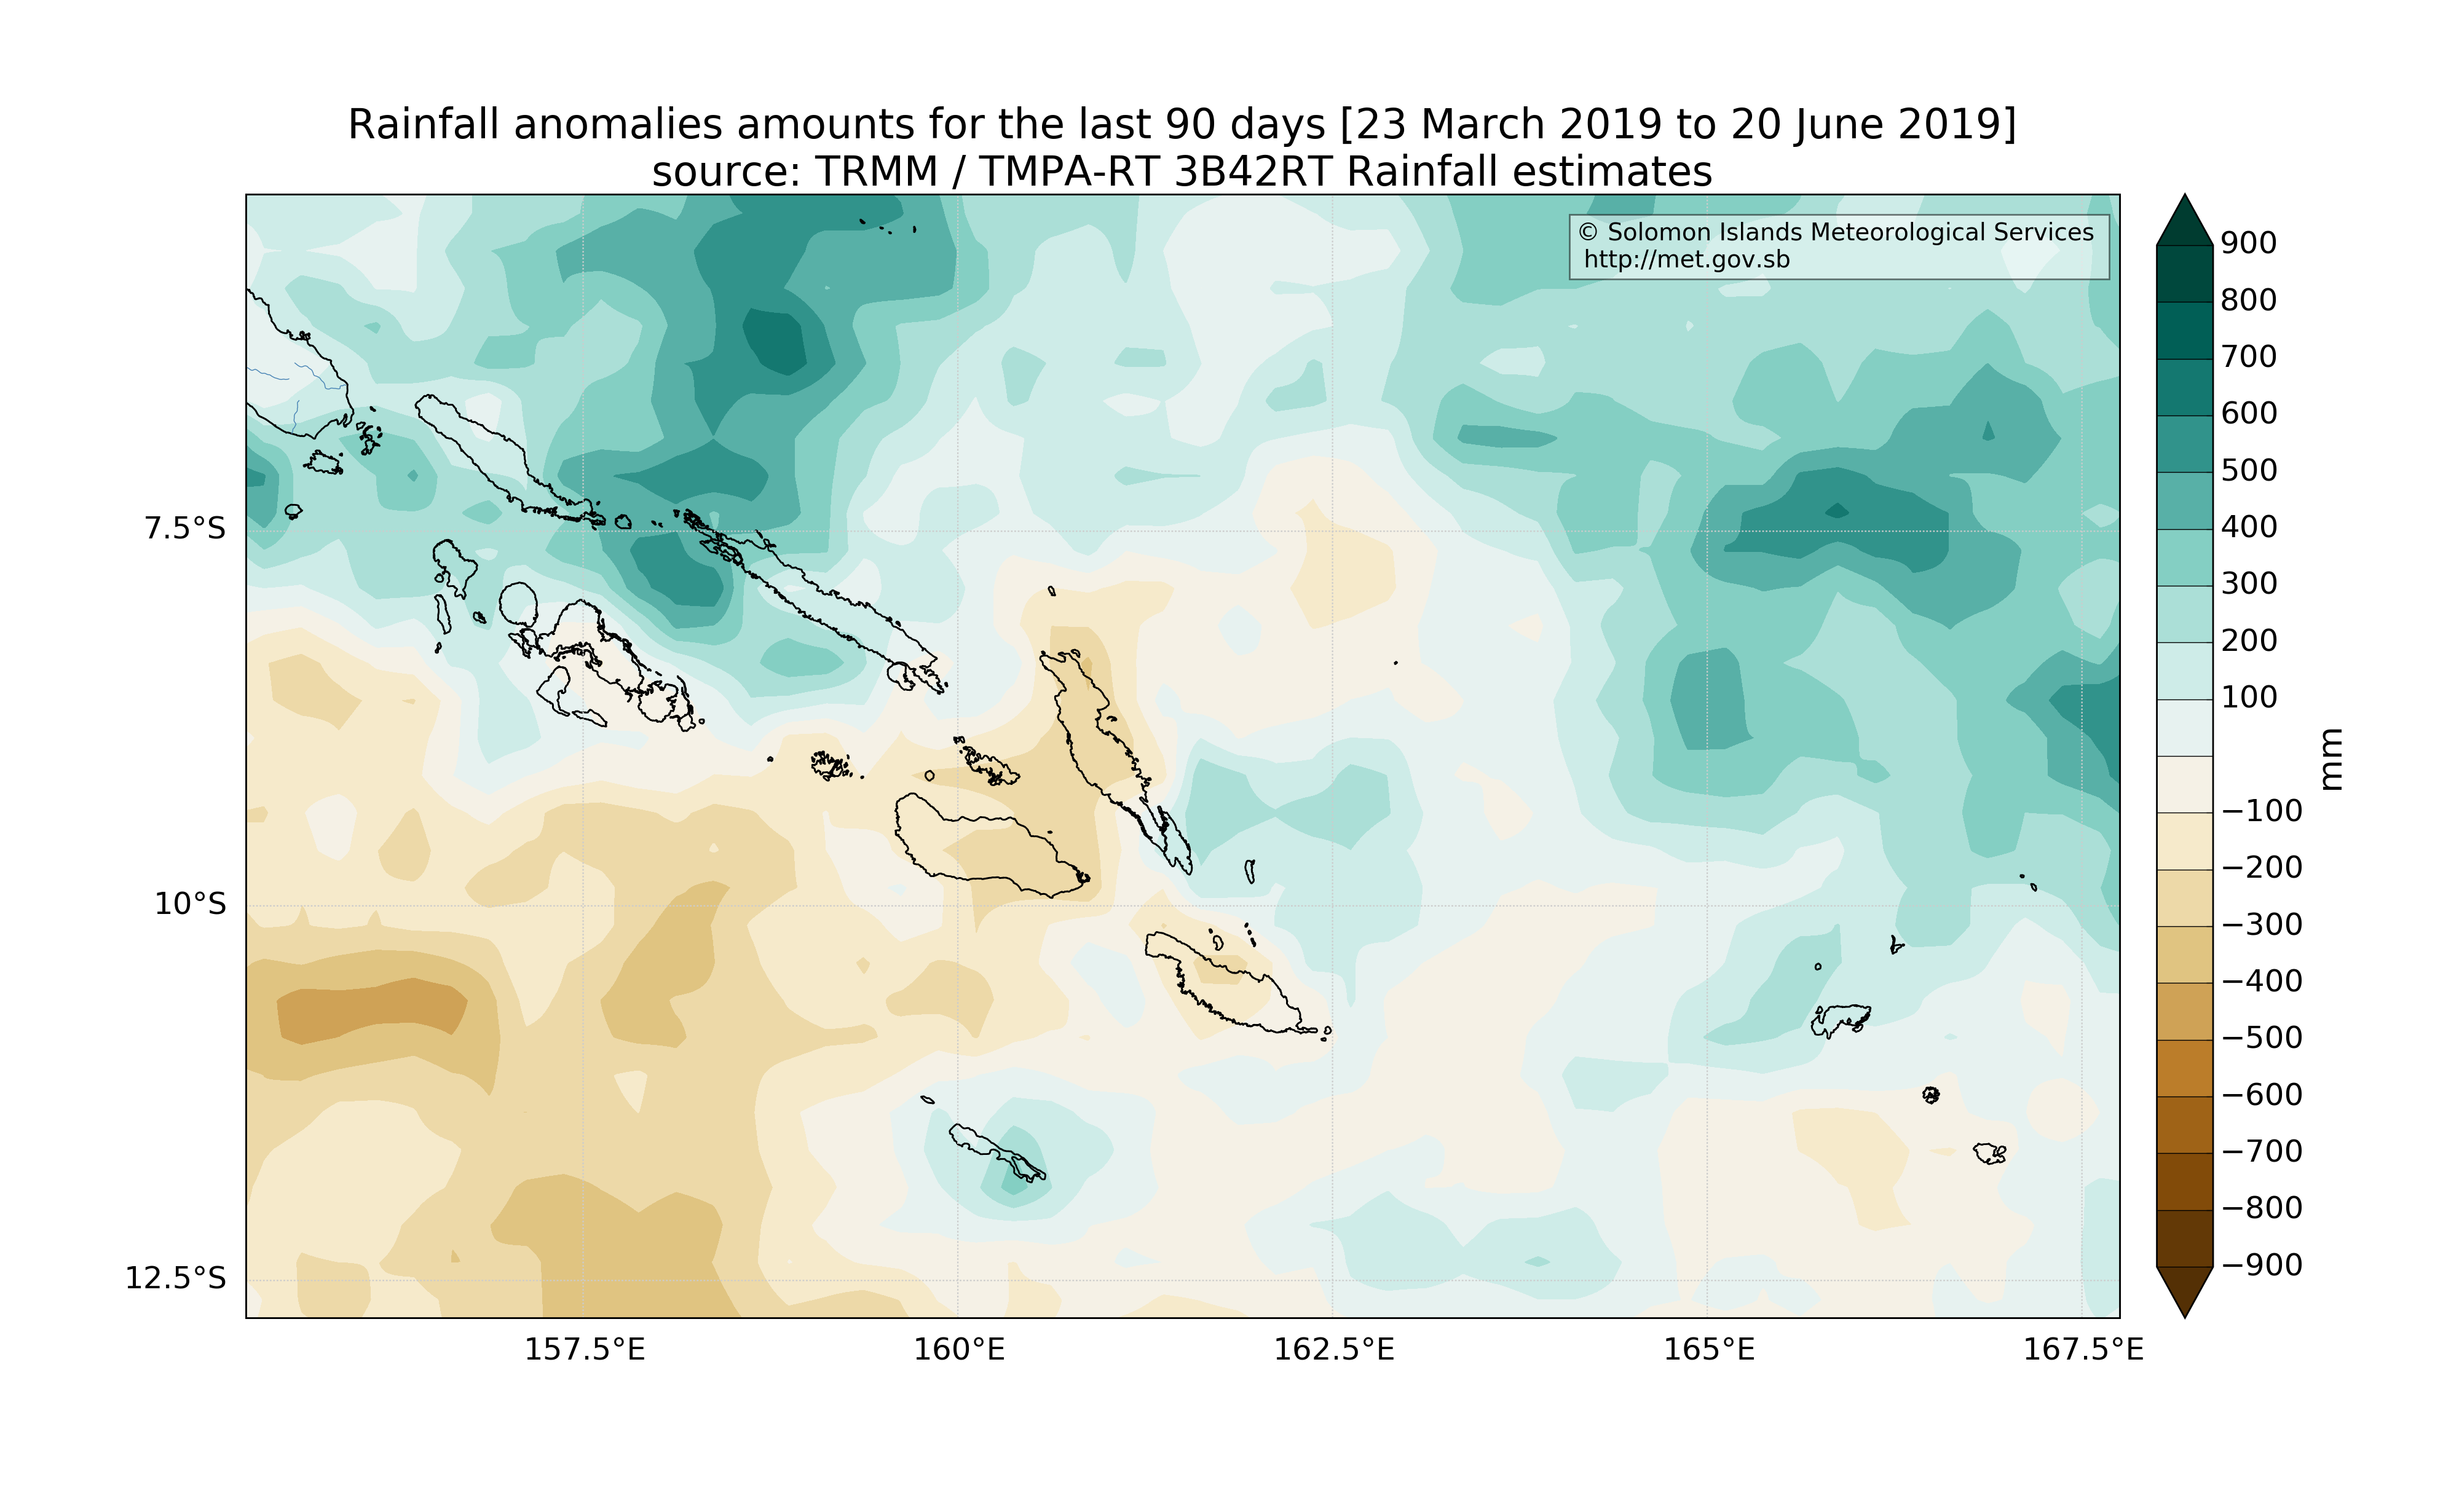 Rainfall anomalies amounts for the last 90 days [23 March 2019 to 20 June 2019]
source: TRMM / TMPA-RT 3B42RT Rainfall estimates
© Solomon Islands Meteorological Services
http://met.gov.sb
7.5°S
10°S
12.5°S
157.5°E
160°E
162.5°E
165°E
167.5°E
900
800
700
600
500
400
300
200
100
−100
−200
−300
−400
−500
−600
−700
−800
−900
mm